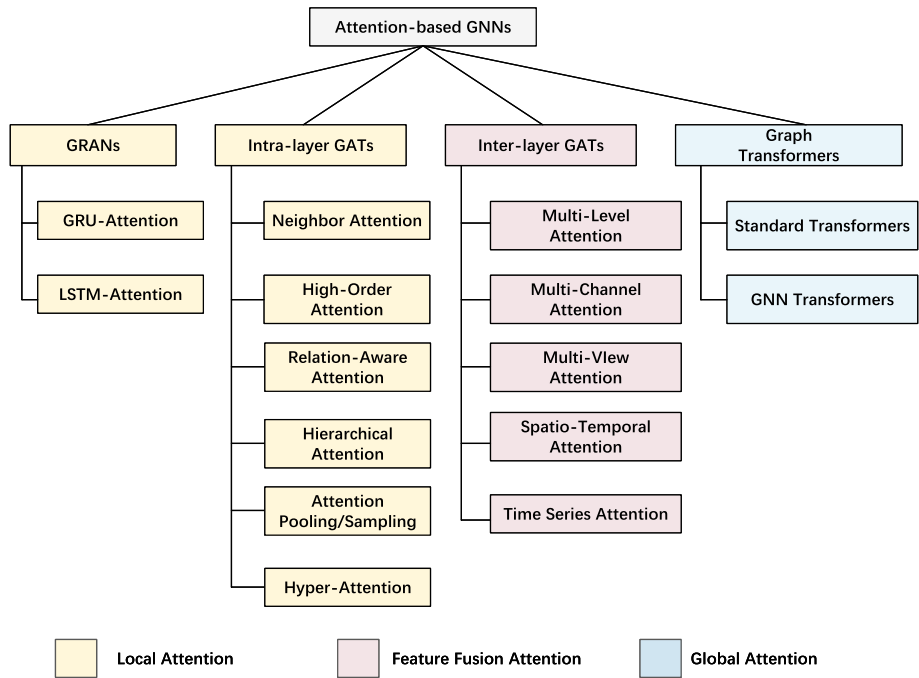 Attention-based GNNs
GRANs
Intra-layer GATs
Inter-layer GATs
Graph
Transformers
GRU-Attention
LSTM-Attention
Neighbor Attention
High-Order
Attention
Relation-Aware
Attention
Hierarchical
Attention
Attention
Pooling/Sampling
Hyper-Attention
Multi-Level
Attention
Multi-Channel
Attention
Multi-VIew
Attention
Spatio-Temporal
Attention
Time Series Attention
Standard Transformers
GNN Transformers
Local Attention
Feature Fusion Attention
Global Attention